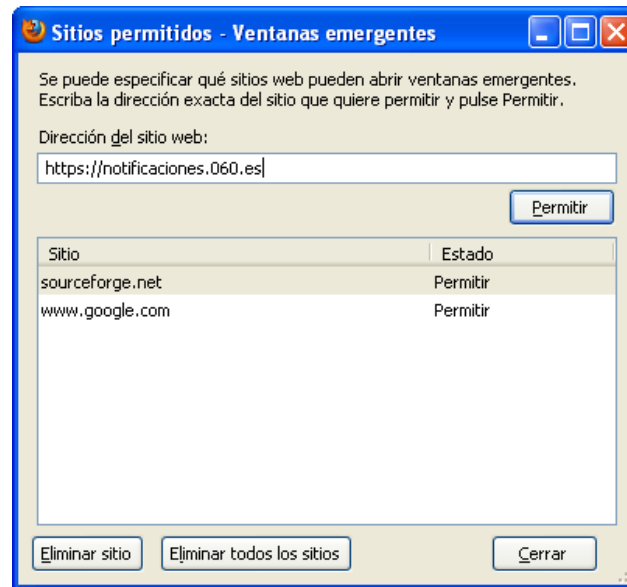 Sitios permitidos - Ventanas emergentes
Se puede especificar qué sitios web pueden abrir ventanas emergentes.
Escriba la dirección exacta del sitio que quiere permitir y pulse Permitir.
Dirección del sitio web:
https://notificaciones.060.es
Permitir
Sitio Estado
sourceforge.net Permitir
www.google.com Permitir
Eliminar sitio Eliminar todos los sitios Cerrar